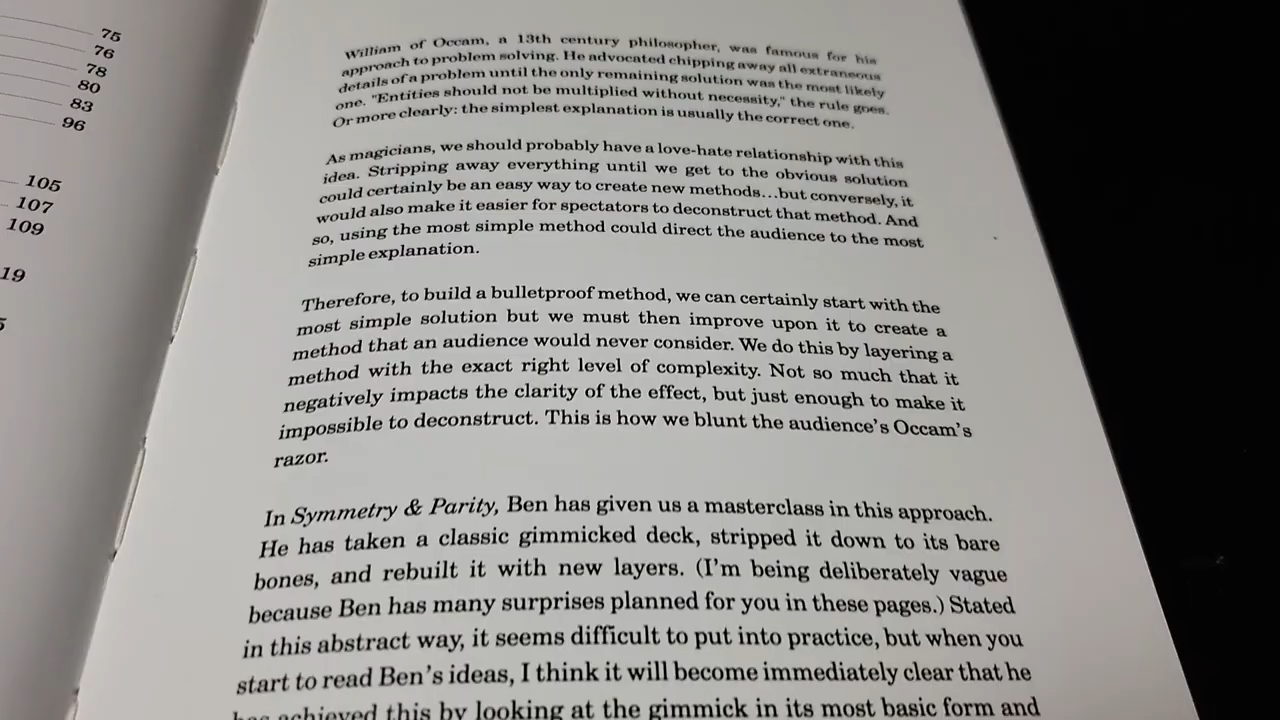 75
76
78
80
83
96
105
107
109
19
William of Occam, a 13th century philosopher, was famous for his
approach to problem solving. He advocated chipping away all extraneous
details of a problem until the only remaining solution was the most likely
one. "Entities should not be multiplied without necessity," the rule goes.
Or more clearly: the simplest explanation is usually the correct one.
As magicians, we should probably have a love-hate relationship with this
idea. Stripping away everything until we get to the obvious solution
could certainly be an easy way to create new methods...but conversely, it
would also make it easier for spectators to deconstruct that method. And
so, using the most simple method could direct the audience to the most
simple explanation.
Therefore, to build a bulletproof method, we can certainly start with the
most simple solution but we must then improve upon it to create a
method that an audience would never consider. We do this by layering a
method with the exact right level of complexity. Not so much that it
negatively impacts the clarity of the effect, but just enough to make it
impossible to deconstruct. This is how we blunt the audience's Occam's
razor.
In Symmetry & Parity, Ben has given us a masterclass in this approach.
He has taken a classic gimmicked deck, stripped it down to its bare
bones, and rebuilt it with new layers. (I'm being deliberately vague
because Ben has many surprises planned for you in these pages.) Stated
in this abstract way, it seems difficult to put into practice, but when you
start to read Ben's ideas, I think it will become immediately clear that he
has achieved this by looking at the gimmick in its most basic form and